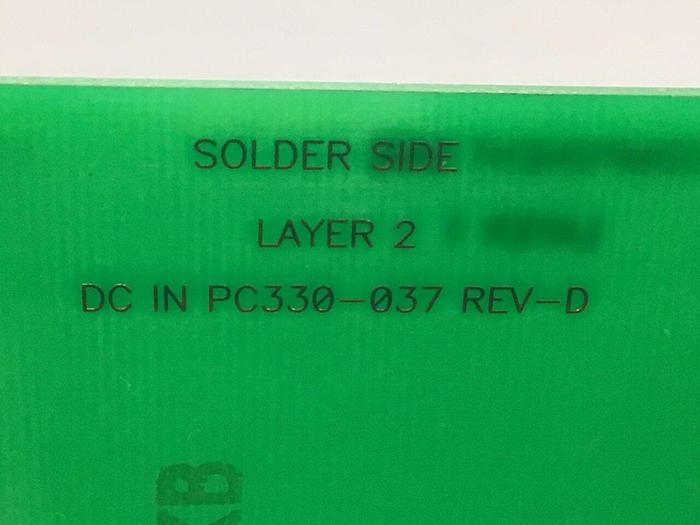 SOLDER SIDE
LAYER 2
DC IN PC330-037 REV-D